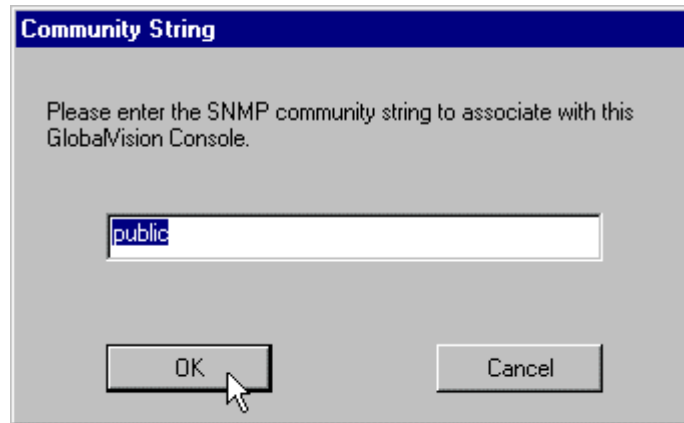 Community String
Please enter the SNMP community string to associate with this
GlobalVision Console.
public
OK
Cancel